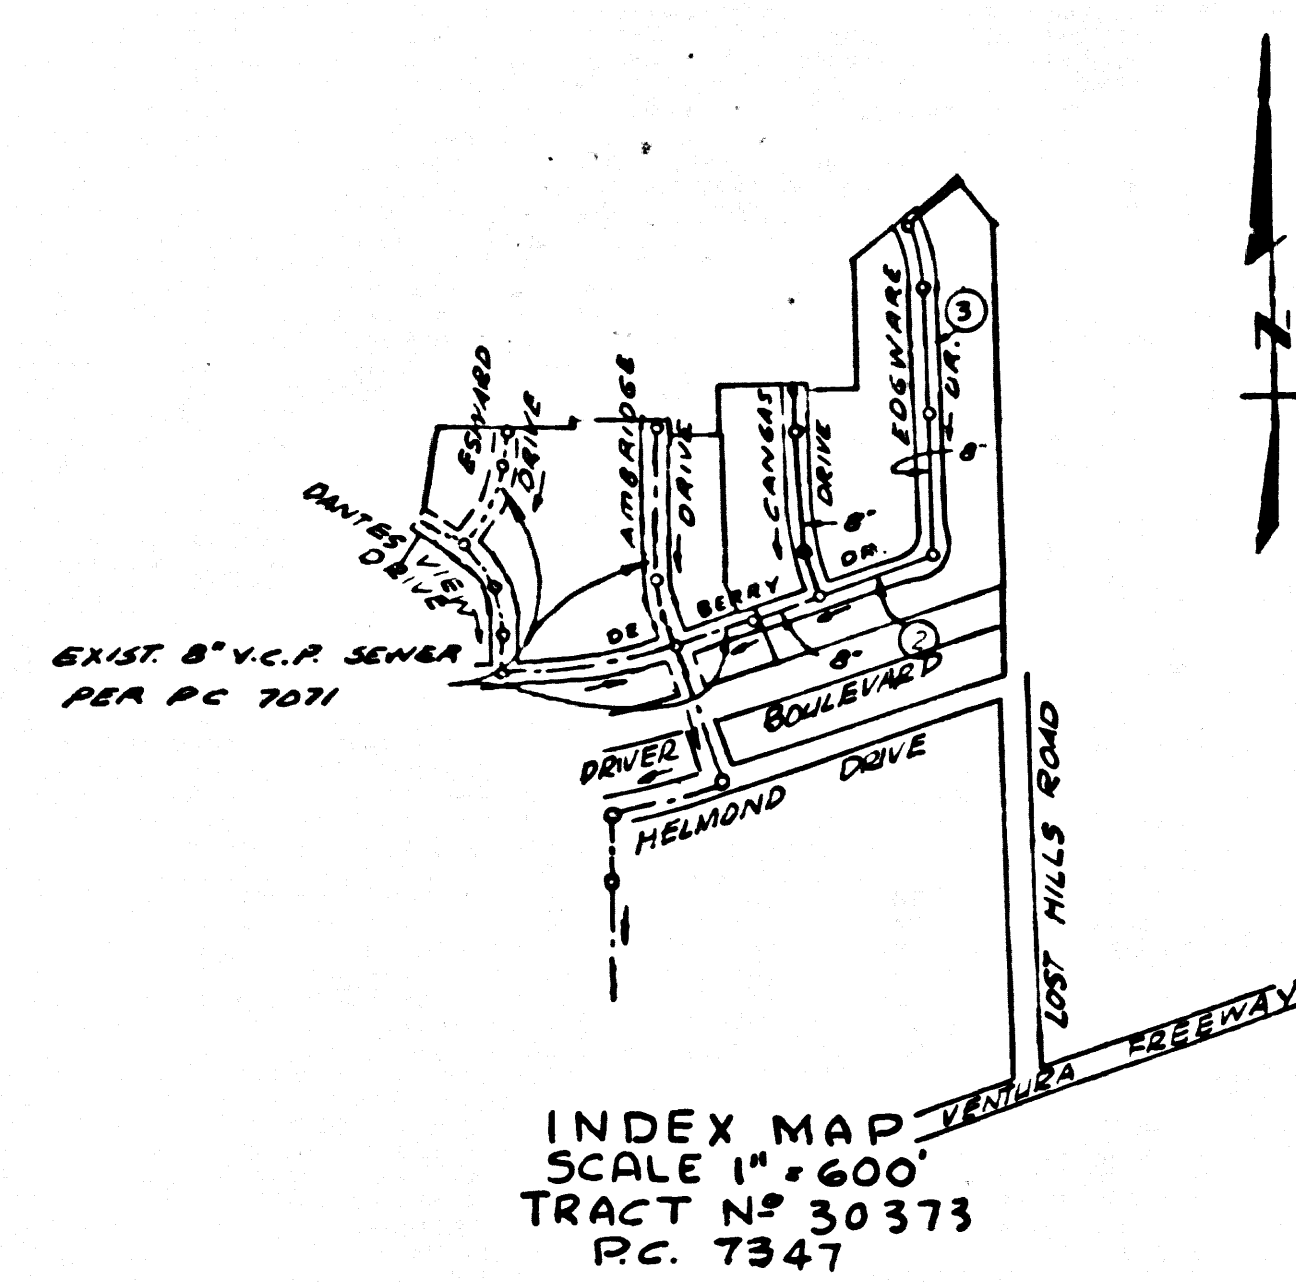 N
3
EDGWARE
DR.
8"
ESWARD
DRIVE
AMBRIDGE
DRIVE
CANGAS
DRIVE
8"
DANTES VIEW
DRIVE
DE
BERRY
DR.
2
8"
EXIST. 8" V.C.P. SEWER
PER PC 7071
DRIVER
BOULEVARD
HELMOND
DRIVE
LOST HILLS ROAD
VENTURA
FREEWAY
INDEX MAP
SCALE 1" = 600'
TRACT Nº 30373
P.C. 7347